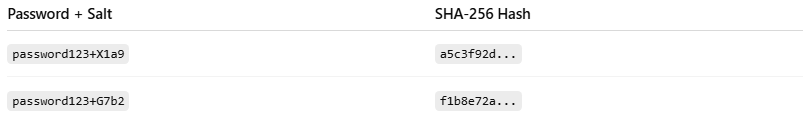 Password + Salt SHA-256 Hash
password123+X1a9 a5c3f92d...
password123+G7b2 f1b8e72a...